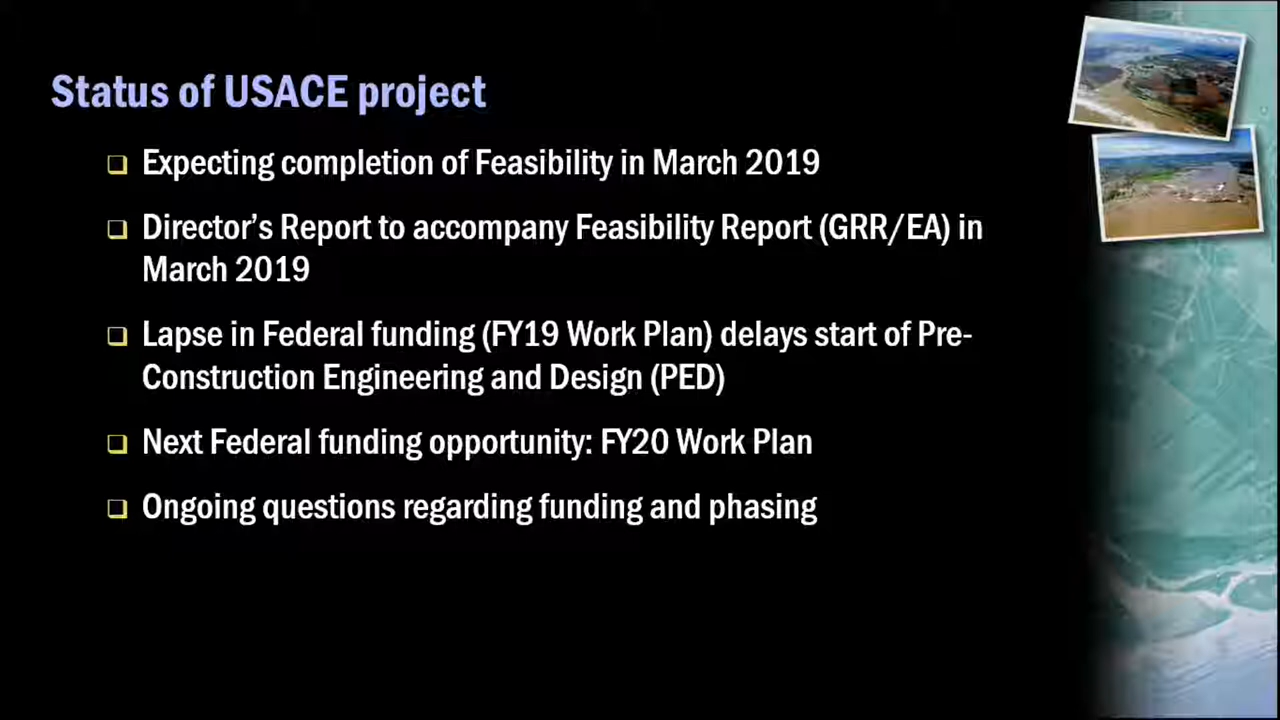 Status of USACE project
Expecting completion of Feasibility in March 2019
Director's Report to accompany Feasibility Report (GRR/EA) in
March 2019
Lapse in Federal funding (FY19 Work Plan) delays start of Pre-
Construction Engineering and Design (PED)
Next Federal funding opportunity: FY20 Work Plan
Ongoing questions regarding funding and phasing